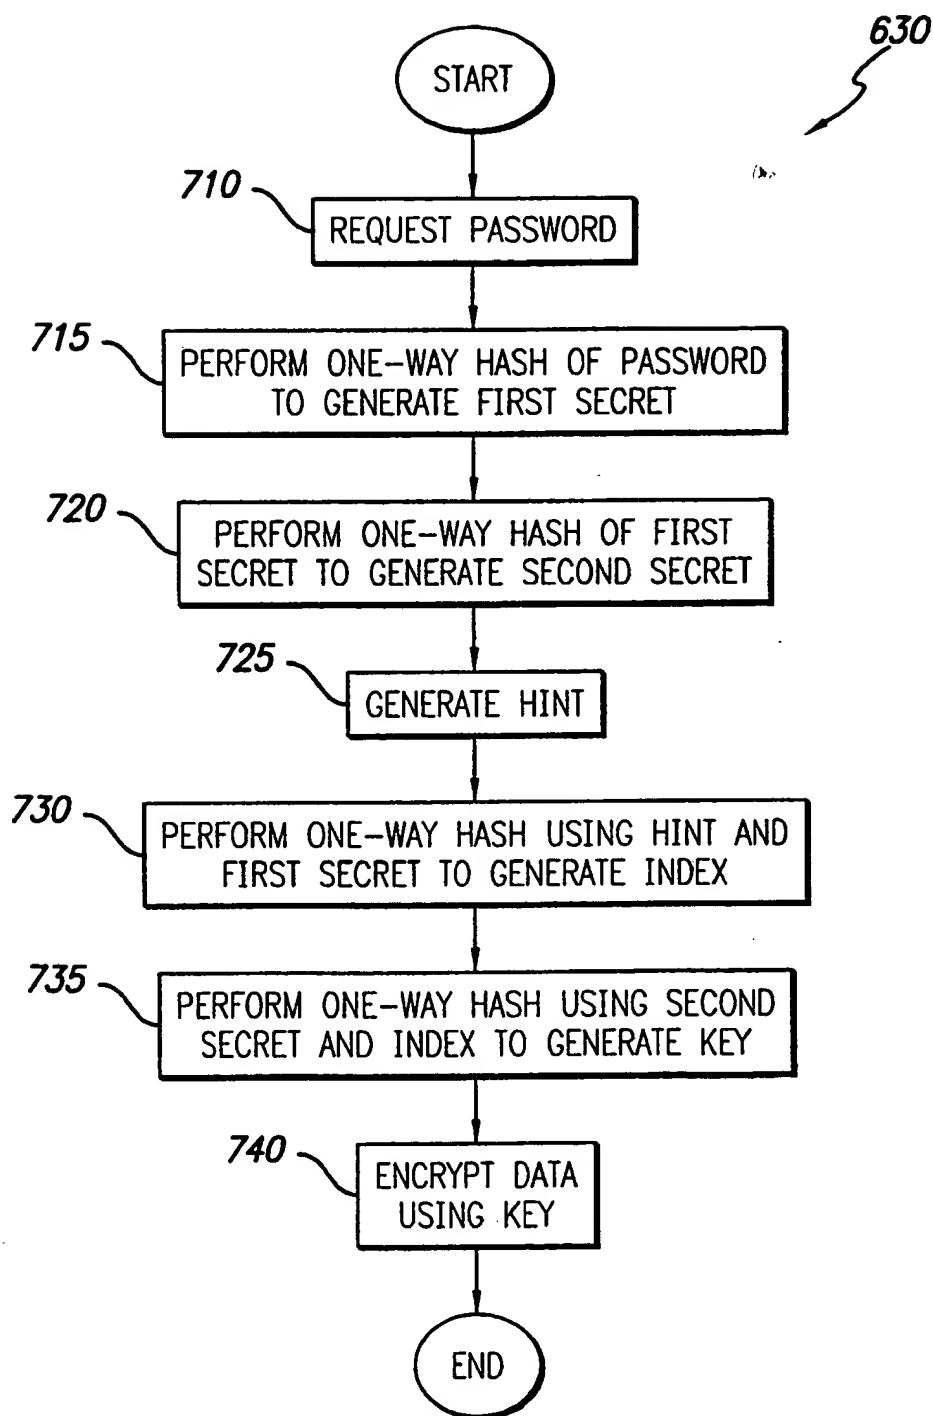 630
START
710
REQUEST PASSWORD
715
PERFORM ONE-WAY HASH OF PASSWORD
TO GENERATE FIRST SECRET
720
PERFORM ONE-WAY HASH OF FIRST
SECRET TO GENERATE SECOND SECRET
725
GENERATE HINT
730
PERFORM ONE-WAY HASH USING HINT AND
FIRST SECRET TO GENERATE INDEX
735
PERFORM ONE-WAY HASH USING SECOND
SECRET AND INDEX TO GENERATE KEY
740
ENCRYPT DATA
USING KEY
END